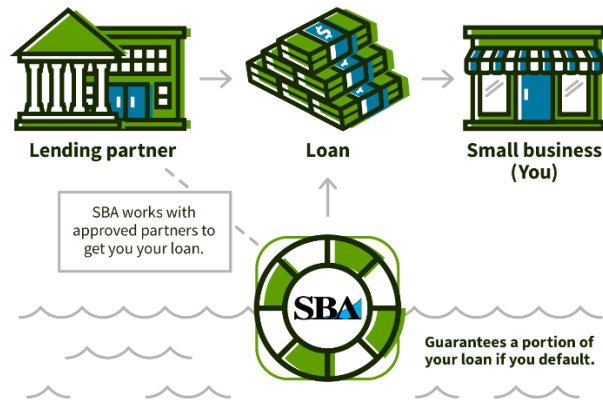 $
Lending partner
Loan
Small business
(You)
SBA works with
approved partners to
get you your loan.
SBA
Guarantees a portion of
your loan if you default.